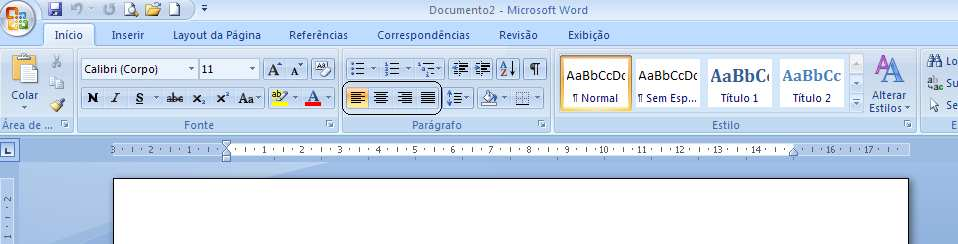 Documento2 - Microsoft Word
Início Inserir Layout da Página Referências Correspondências Revisão Exibição
Colar
Calibri (Corpo) 11
N I S abc x₂ x² Aa
ab A
AaBbCcDc AaBbCcDc AaBbCc AaBbCc
¶ Normal ¶ Sem Esp... Título 1 Título 2
Alterar Estilos
Lo
Su
Se
Área de ... Fonte Parágrafo Estilo E
3 2 1 1 2 3 4 5 6 7 8 9 10 11 12 13 14 16 17
2
1